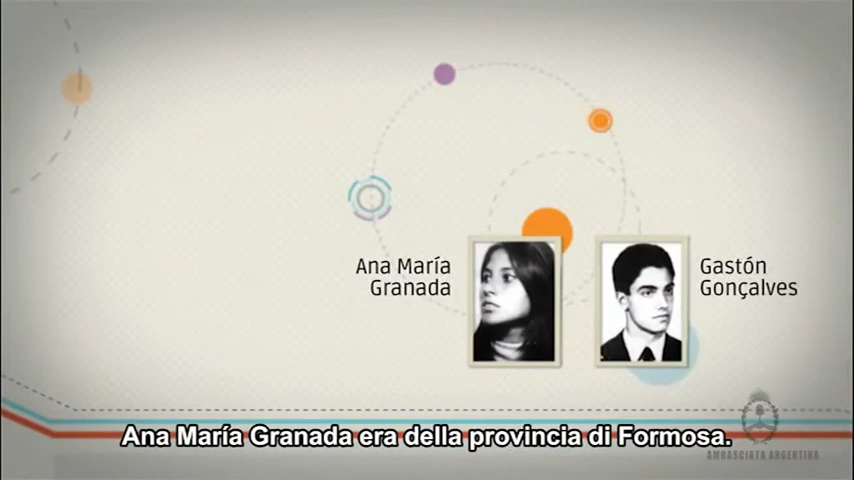 Ana María
Granada
Gastón
Gonçalves
Ana María Granada era della provincia di Formosa.
AMBASCIATA ARGENTINA